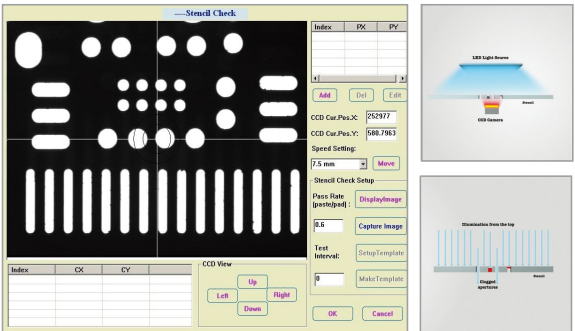 ----Stencil Check
Index PX PY
Add Del Edit
CCD Cur.Pos.X: 252977
CCD Cur.Pos.Y: 580.7963
Speed Setting:
7.5 mm Move
Stencil Check Setup
Pass Rate
(paste/pad) : DisplayImage
0.6 Capture Image
Test
Interval: SetupTemplate
0 MakeTemplate
OK Cancel
Index CX CY
CCD View
Up
Left Right
Down
LED Light Source
Stencil
CCD Camera
Illumination from the top
Stencil
Clogged
apertures